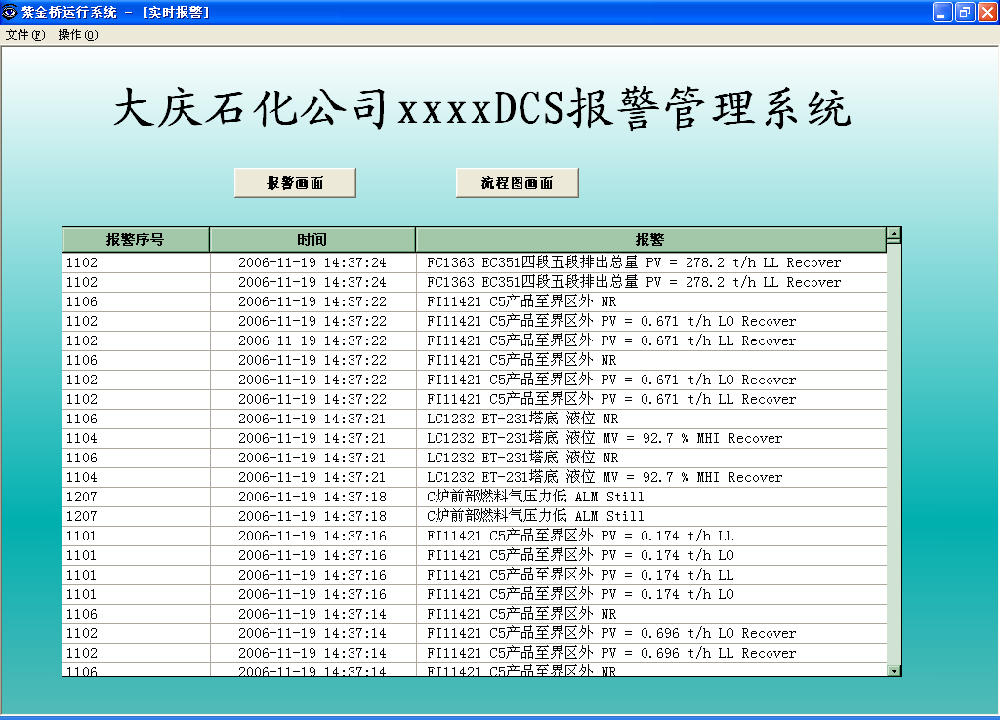 紫金桥运行系统 - [实时报警]
文件(F) 操作(O)
大庆石化公司xxxxDCS报警管理系统
报警画面 流程图画面
报警序号 时间 报警
1102 2006-11-19 14:37:24 FC1363 EC351四段五段排出总量 PV = 278.2 t/h LL Recover
1102 2006-11-19 14:37:24 FC1363 EC351四段五段排出总量 PV = 278.2 t/h LL Recover
1106 2006-11-19 14:37:22 FI11421 C5产品至界区外 NR
1102 2006-11-19 14:37:22 FI11421 C5产品至界区外 PV = 0.671 t/h LO Recover
1102 2006-11-19 14:37:22 FI11421 C5产品至界区外 PV = 0.671 t/h LL Recover
1106 2006-11-19 14:37:22 FI11421 C5产品至界区外 NR
1102 2006-11-19 14:37:22 FI11421 C5产品至界区外 PV = 0.671 t/h LO Recover
1102 2006-11-19 14:37:22 FI11421 C5产品至界区外 PV = 0.671 t/h LL Recover
1106 2006-11-19 14:37:21 LC1232 ET-231塔底 液位 NR
1104 2006-11-19 14:37:21 LC1232 ET-231塔底 液位 MV = 92.7 % MHI Recover
1106 2006-11-19 14:37:21 LC1232 ET-231塔底 液位 NR
1104 2006-11-19 14:37:21 LC1232 ET-231塔底 液位 MV = 92.7 % MHI Recover
1207 2006-11-19 14:37:18 C炉前部燃料气压力低 ALM Still
1207 2006-11-19 14:37:18 C炉前部燃料气压力低 ALM Still
1101 2006-11-19 14:37:16 FI11421 C5产品至界区外 PV = 0.174 t/h LL
1101 2006-11-19 14:37:16 FI11421 C5产品至界区外 PV = 0.174 t/h LO
1101 2006-11-19 14:37:16 FI11421 C5产品至界区外 PV = 0.174 t/h LL
1101 2006-11-19 14:37:16 FI11421 C5产品至界区外 PV = 0.174 t/h LO
1106 2006-11-19 14:37:14 FI11421 C5产品至界区外 NR
1102 2006-11-19 14:37:14 FI11421 C5产品至界区外 PV = 0.696 t/h LO Recover
1102 2006-11-19 14:37:14 FI11421 C5产品至界区外 PV = 0.696 t/h LL Recover
1106 2006-11-19 14:37:14 FI11421 C5产品至界区外 NR